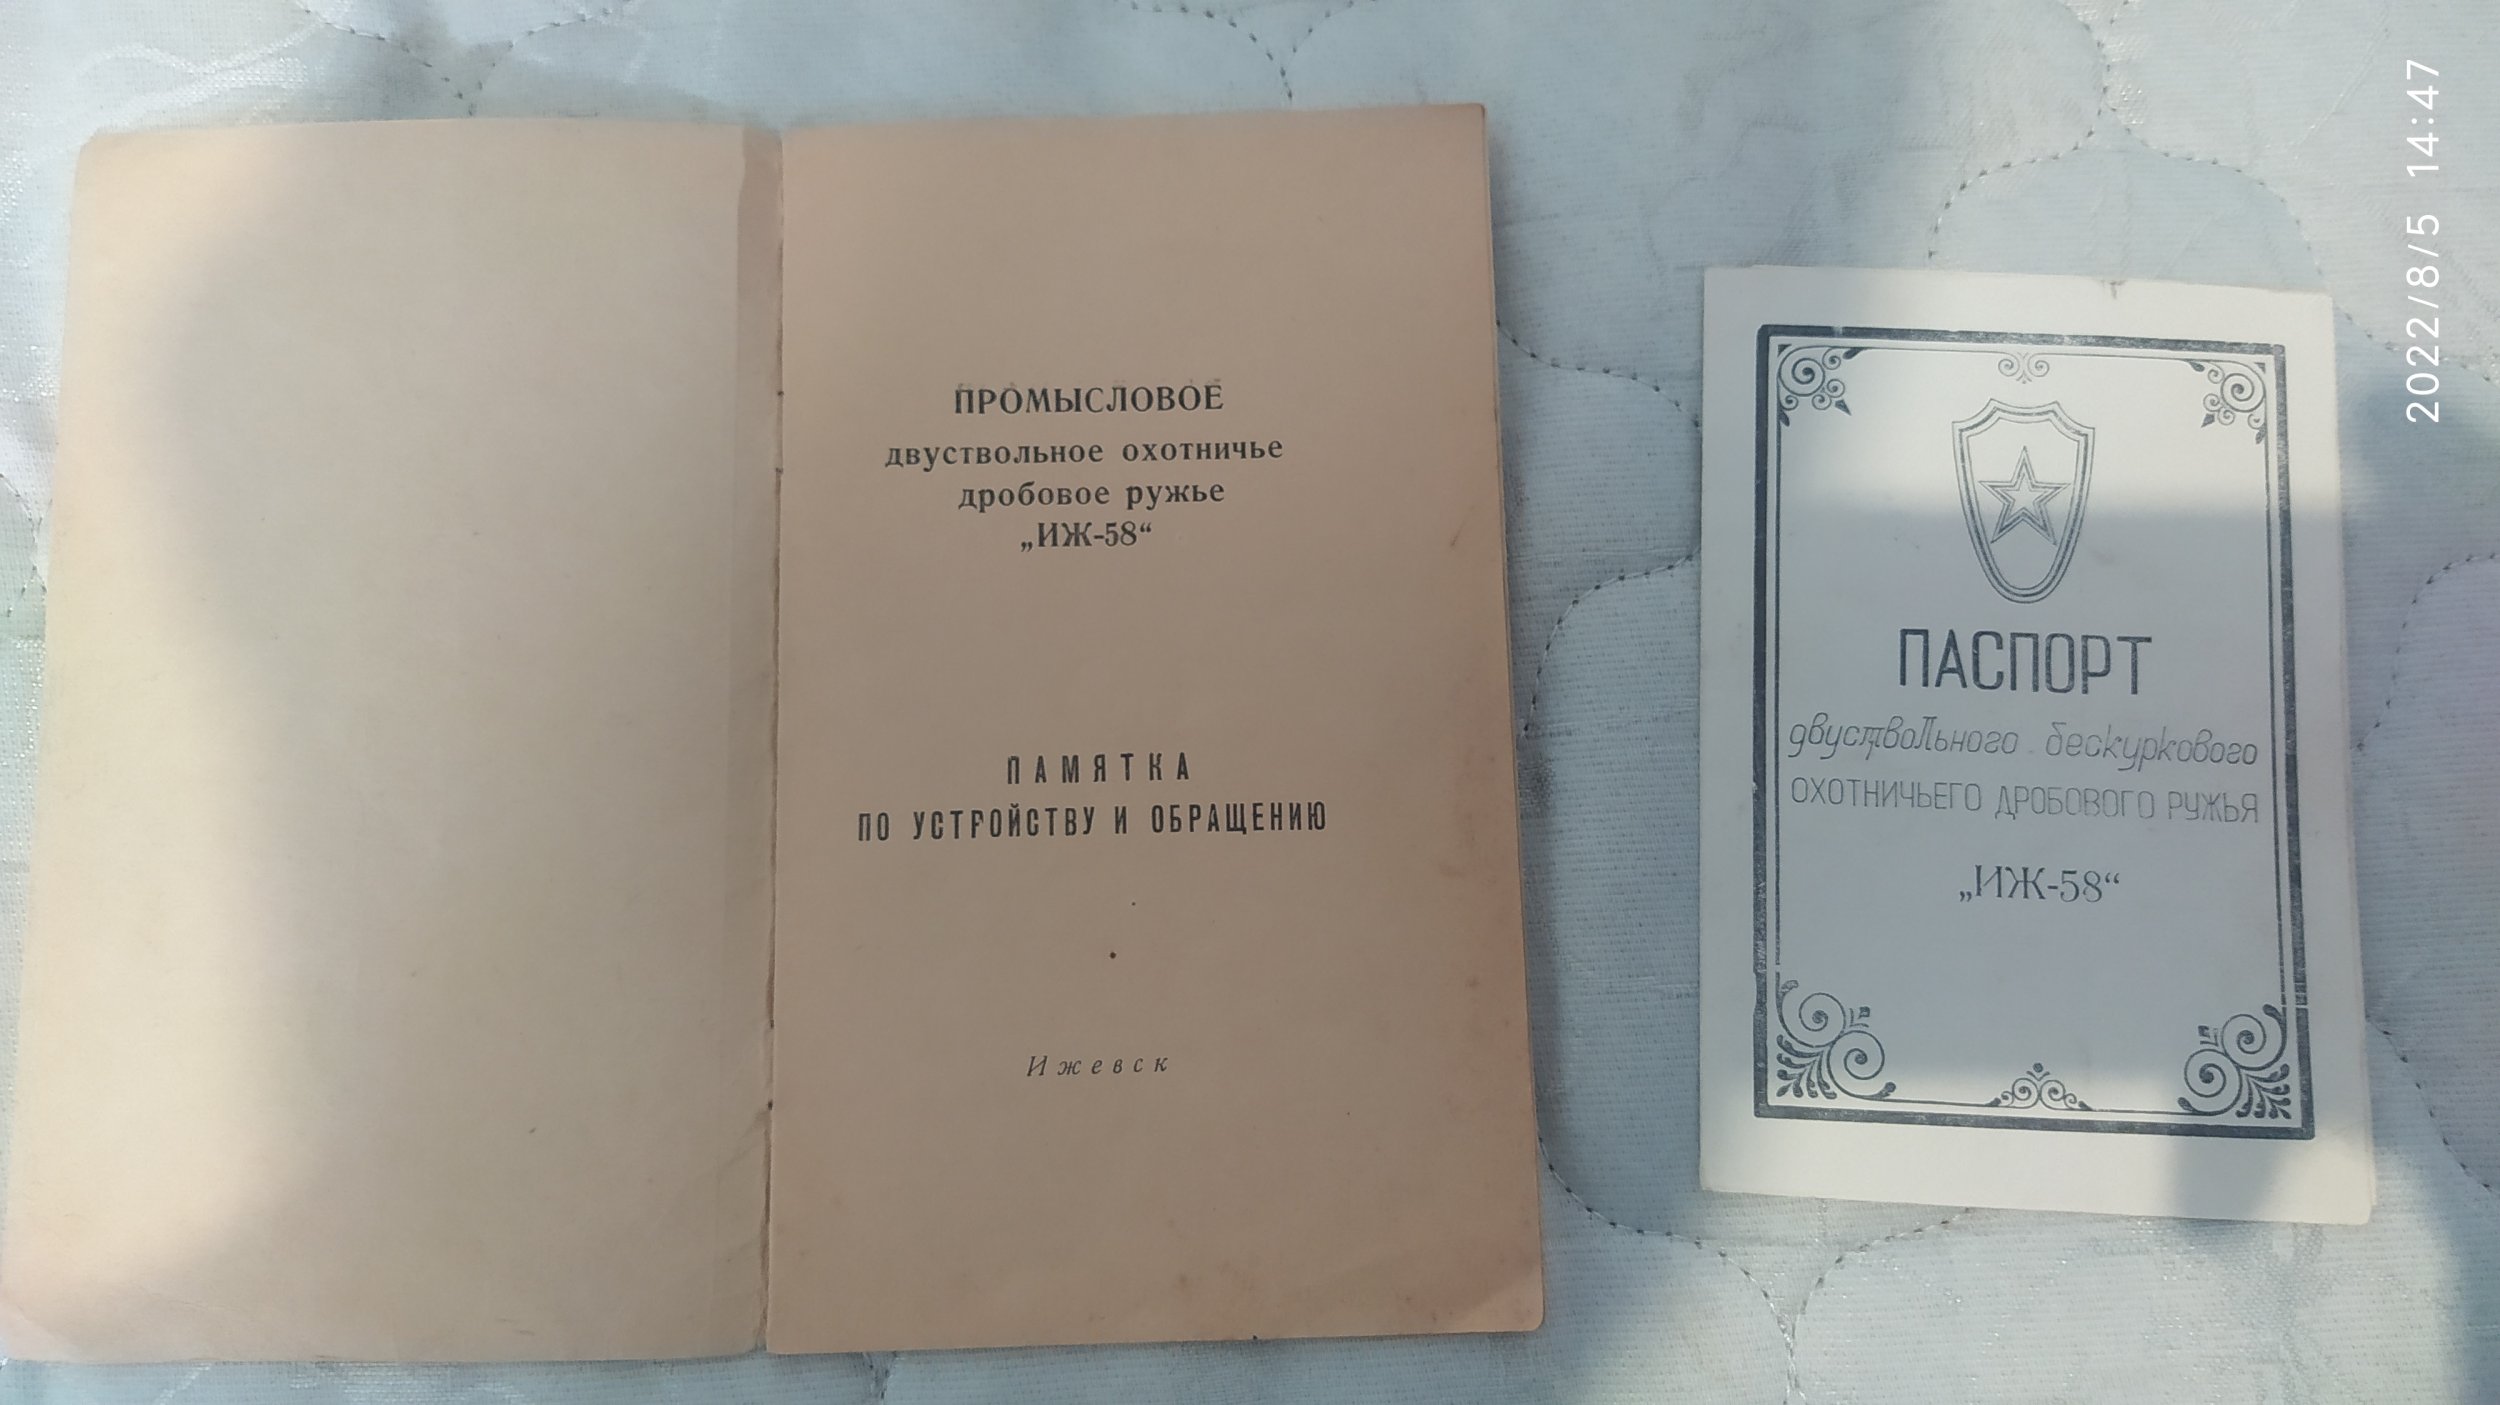 ПРОМЫСЛОВОЕ
двуствольное охотничье
дробовое ружье
„ИЖ-58“
ПАМЯТКА
ПО УСТРОЙСТВУ И ОБРАЩЕНИЮ
Ижевск
ПАСПОРТ
двуствольного бескуркового
ОХОТНИЧЬЕГО ДРОБОВОГО РУЖЬЯ
„ИЖ-58“
2022/8/5 14:47